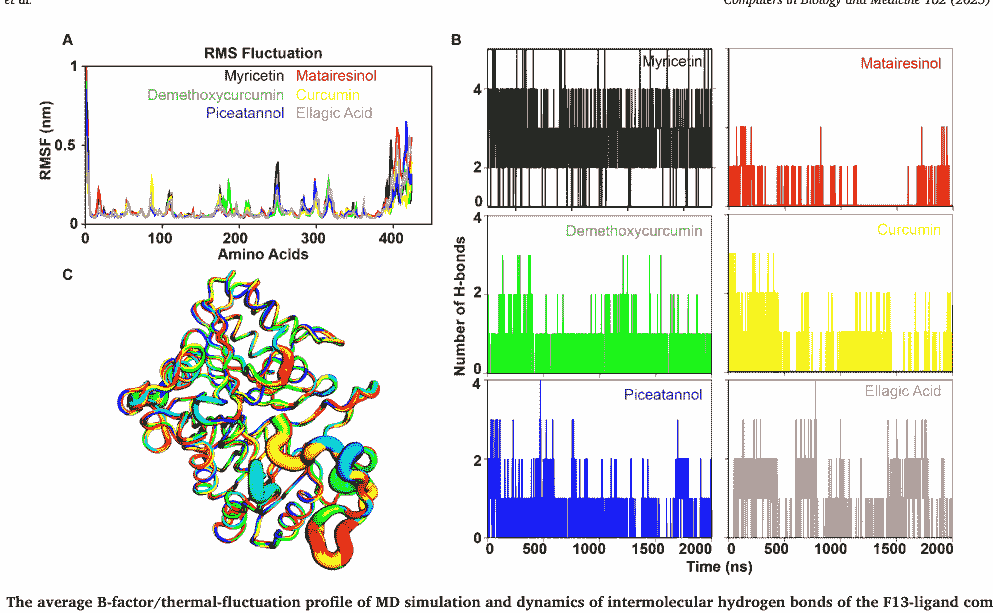 et al.
Computers in Biology and Medicine 162 (2023)
A
RMS Fluctuation
Myricetin Matairesinol
Demethoxycurcumin Curcumin
Piceatannol Ellagic Acid
RMSF (nm)
1
0.5
0
0 100 200 300 400
Amino Acids
B
Myricetin
4
2
0
Matairesinol
Demethoxycurcumin
4
2
0
Curcumin
Number of H-bonds
Piceatannol
4
2
0
Ellagic Acid
0 500 1000 1500 2000
0 500 1000 1500 2000
Time (ns)
C
The average B-factor/thermal-fluctuation profile of MD simulation and dynamics of intermolecular hydrogen bonds of the F13-ligand com